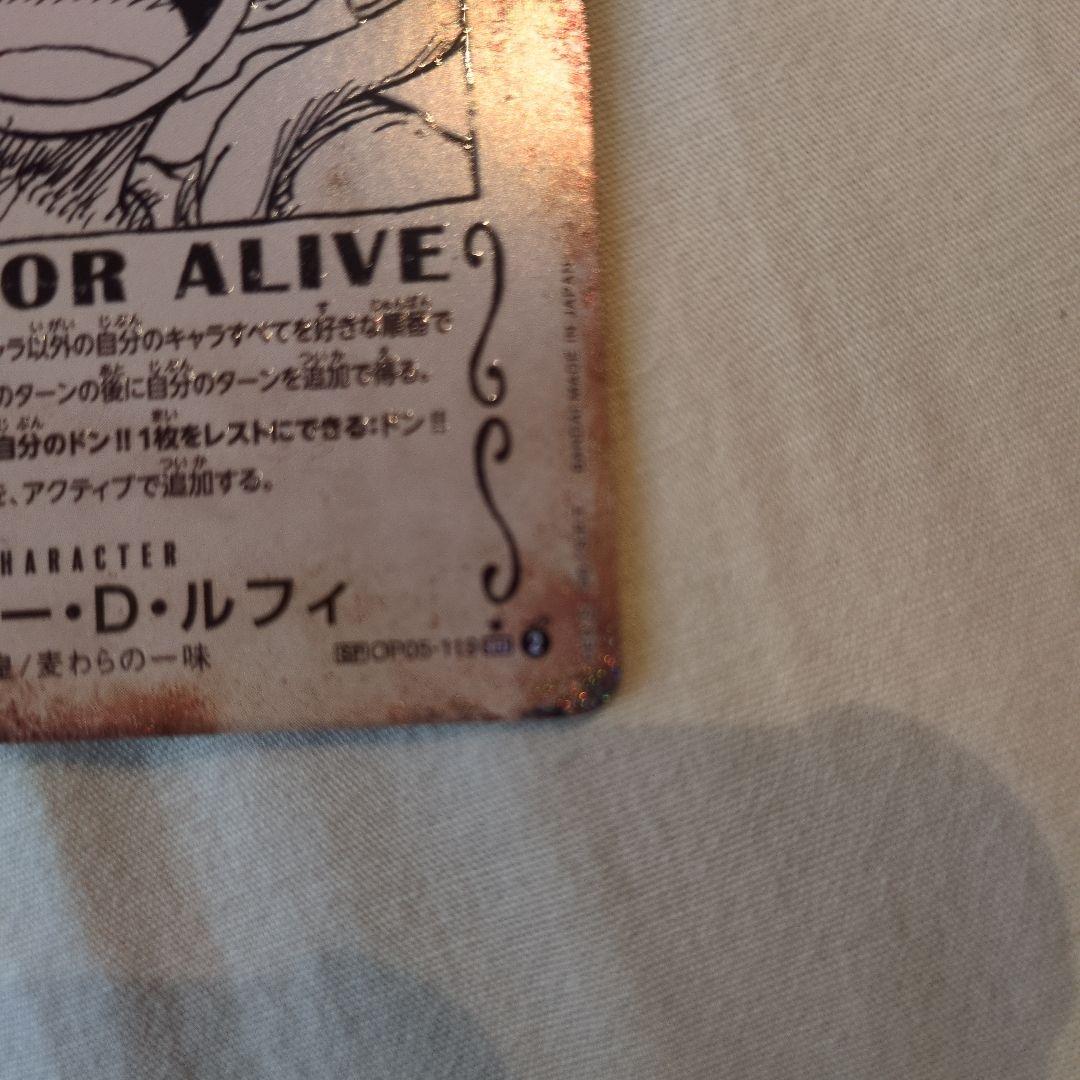 OR ALIVE
ャラ以外の自分のキャラすべてを好きな順番で
のターンの後に自分のターンを追加で得る。
自分のドン!!1枚をレストにできる:ドン!!
を、アクティブで追加する。
HARACTER
ー・D・ルフィ
皇/麦わらの一味
SP OP05-119
MADE IN JAPAN